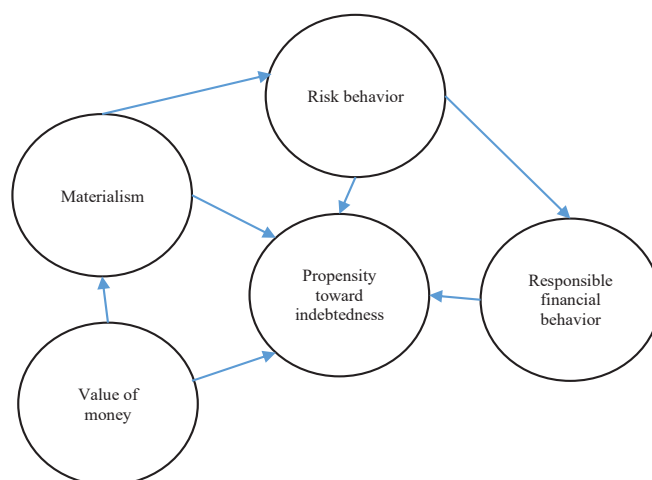 Risk behavior
Materialism
Propensity
toward
indebtedness
Responsible
financial
behavior
Value of
money